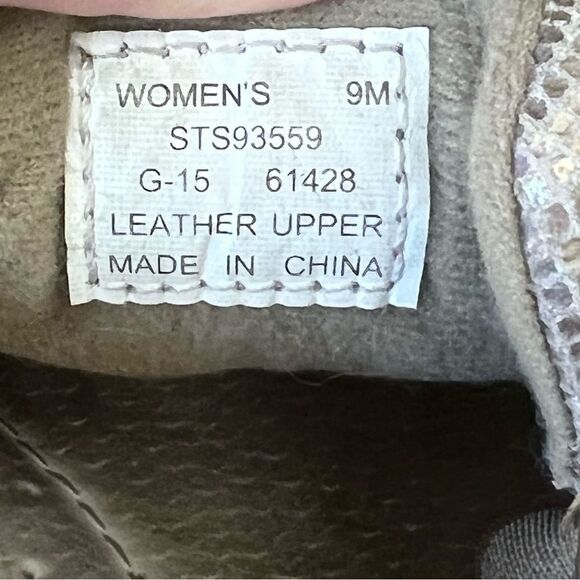 WOMEN'S 9M
STS93559
G-15 61428
LEATHER UPPER
MADE IN CHINA